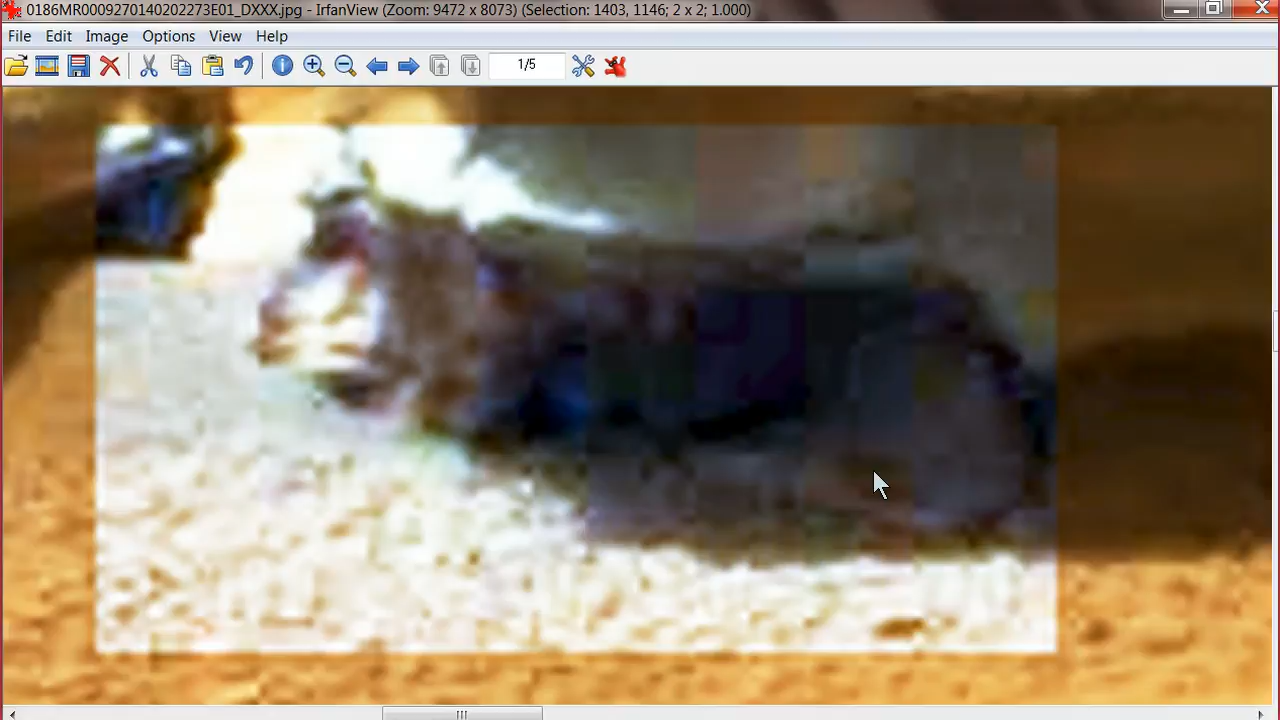 0186MR0009270140202273E01_DXXX.jpg - IrfanView (Zoom: 9472 x 8073) (Selection: 1403, 1146; 2 x 2; 1.000)
File Edit Image Options View Help
1/5